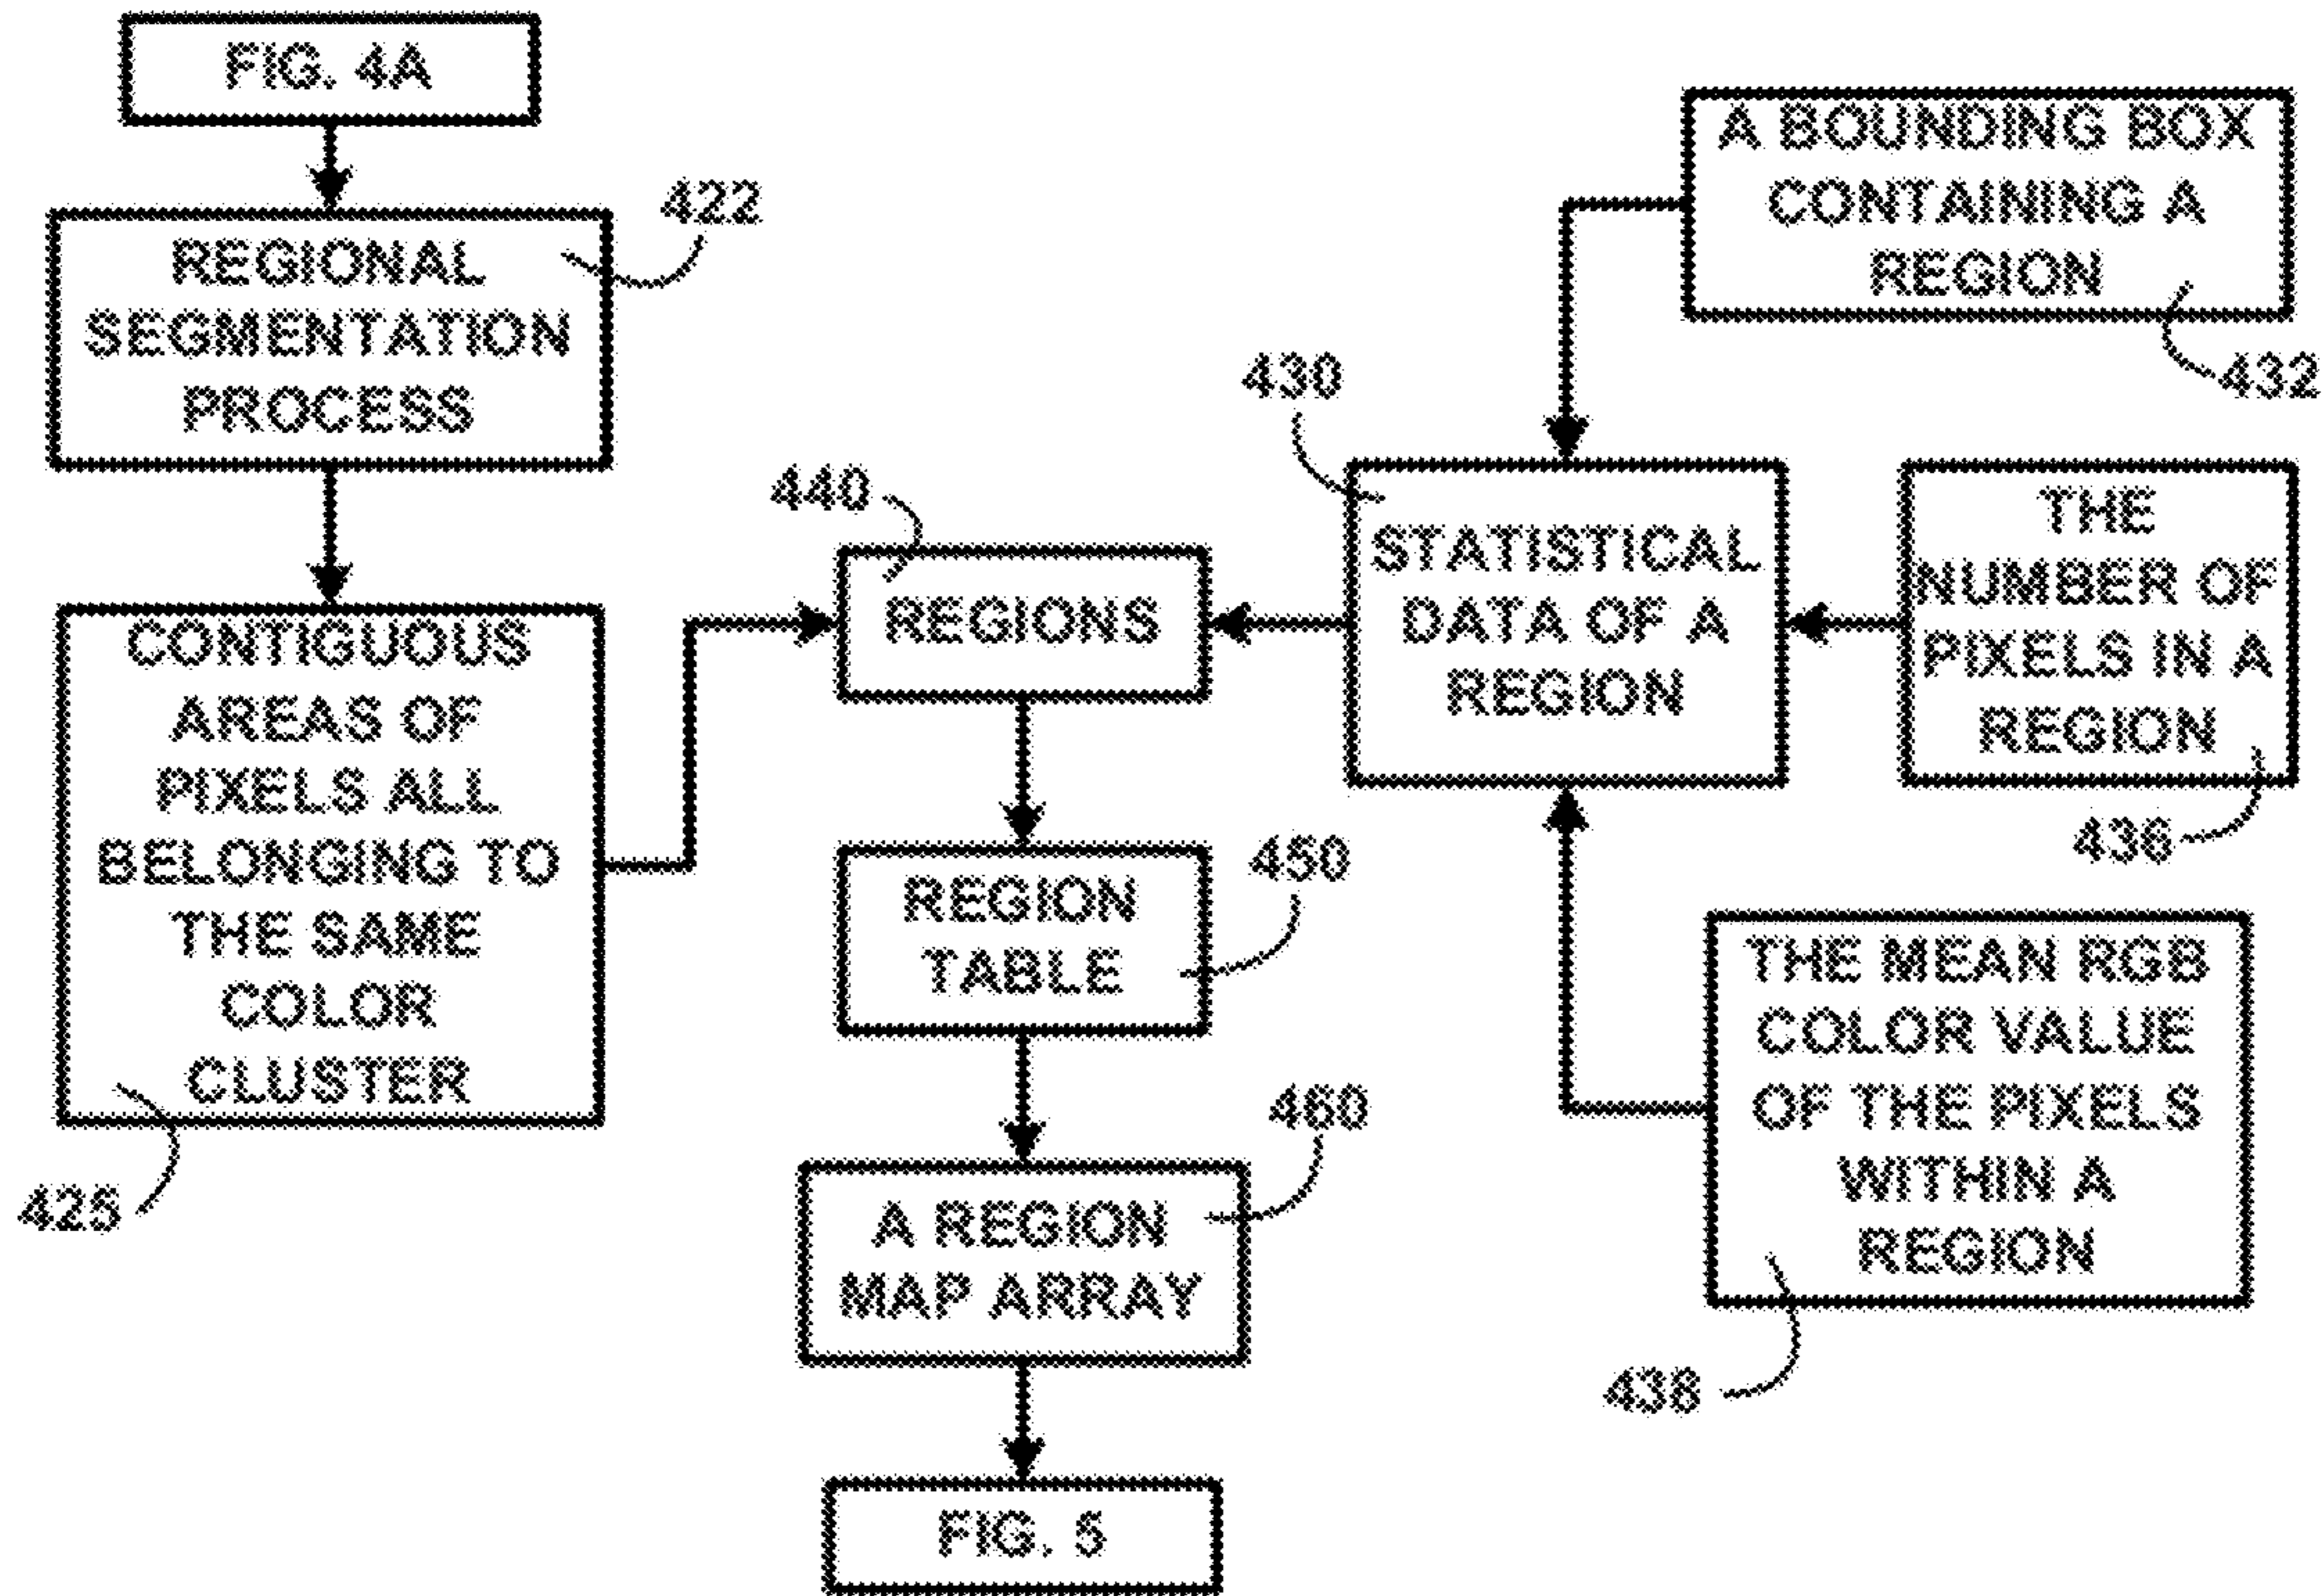 FIG. 4A
422
REGIONAL
SEGMENTATION
PROCESS
CONTIGUOUS
AREAS OF
PIXELS ALL
BELONGING TO
THE SAME
COLOR
CLUSTER
425
440
REGIONS
450
REGION
TABLE
460
A REGION
MAP ARRAY
FIG. 5
430
STATISTICAL
DATA OF A
REGION
A BOUNDING BOX
CONTAINING A
REGION
432
THE
NUMBER OF
PIXELS IN A
REGION
436
THE MEAN RGB
COLOR VALUE
OF THE PIXELS
WITHIN A
REGION
438